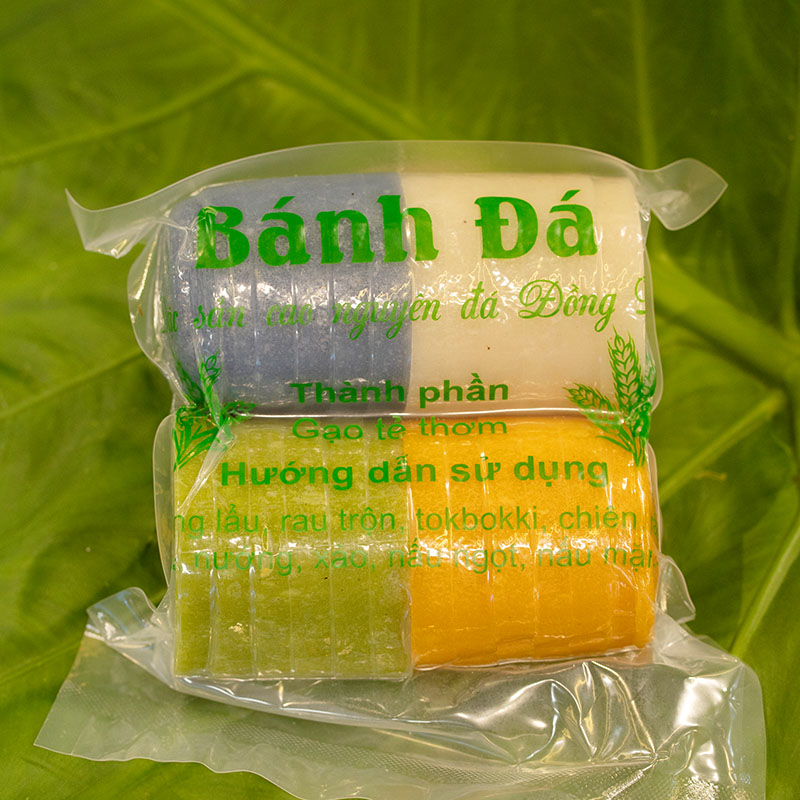 Bánh Đá
sản cao nguyên đá Đồng
Thành phần
Gạo tẻ thơm
Hướng dẫn sử dụng
lẩu, rau trộn, tokbokki, chiên
nướng, xào, nấu ngọt, nấu